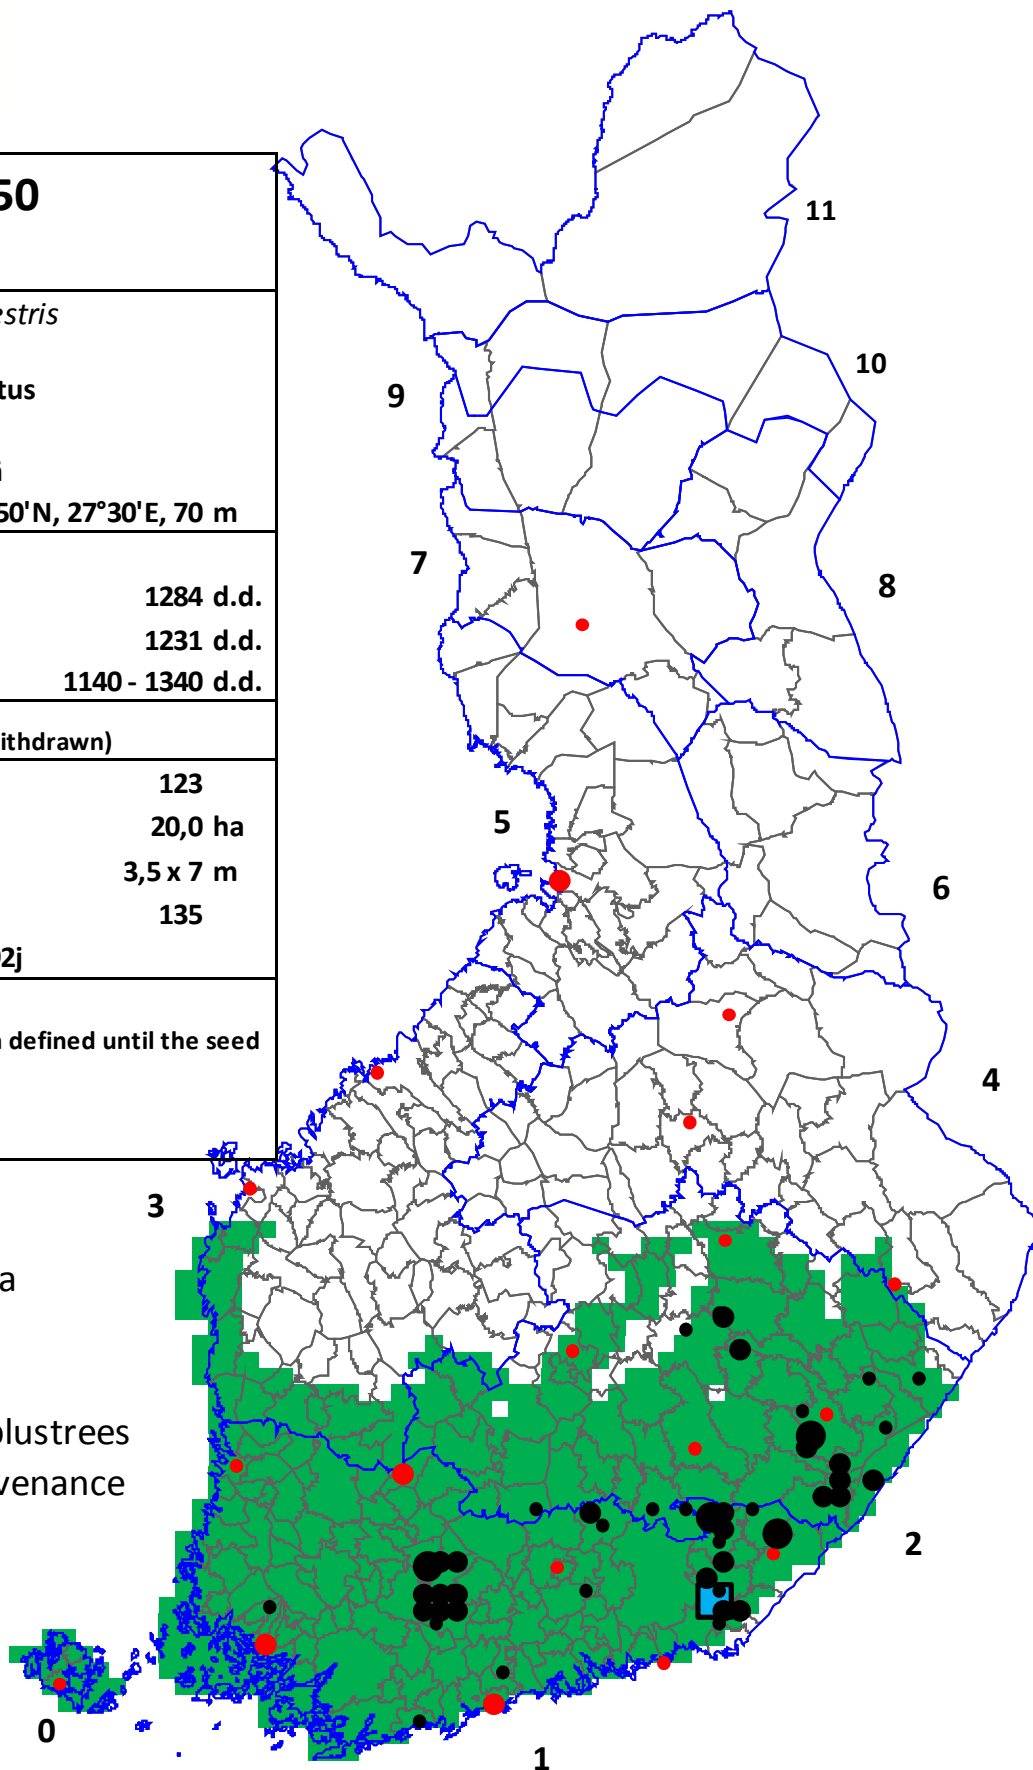 50
estris
tus
50'N, 27°30'E, 70 m
1284 d.d.
1231 d.d.
1140 - 1340 d.d.
ithdrawn)
123
20,0 ha
3,5 x 7 m
135
02j
n defined until the seed
a
plustrees
venance
11
10
9
8
7
6
5
4
3
2
1
0